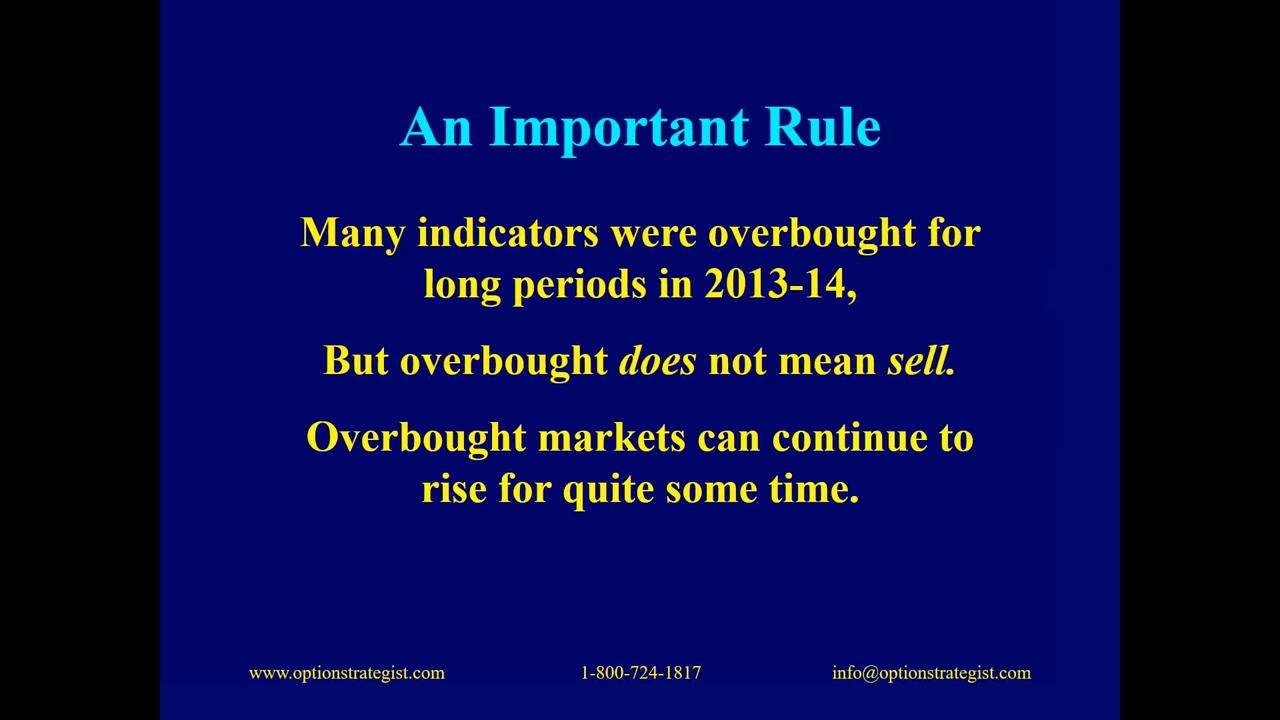 An Important Rule
Many indicators were overbought for
long periods in 2013-14,
But overbought does not mean sell.
Overbought markets can continue to
rise for quite some time.
www.optionstrategist.com 1-800-724-1817 info@optionstrategist.com